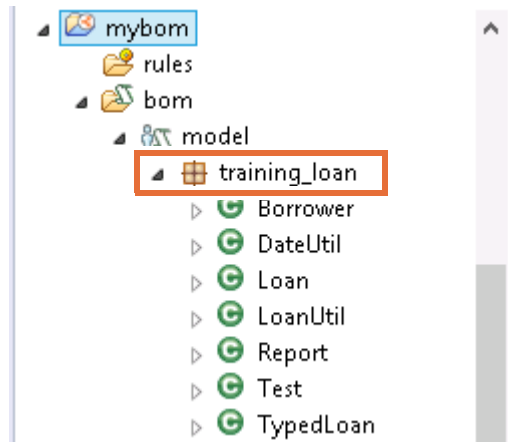 mybom
rules
bom
model
training_loan
Borrower
DateUtil
Loan
LoanUtil
Report
Test
TypedLoan